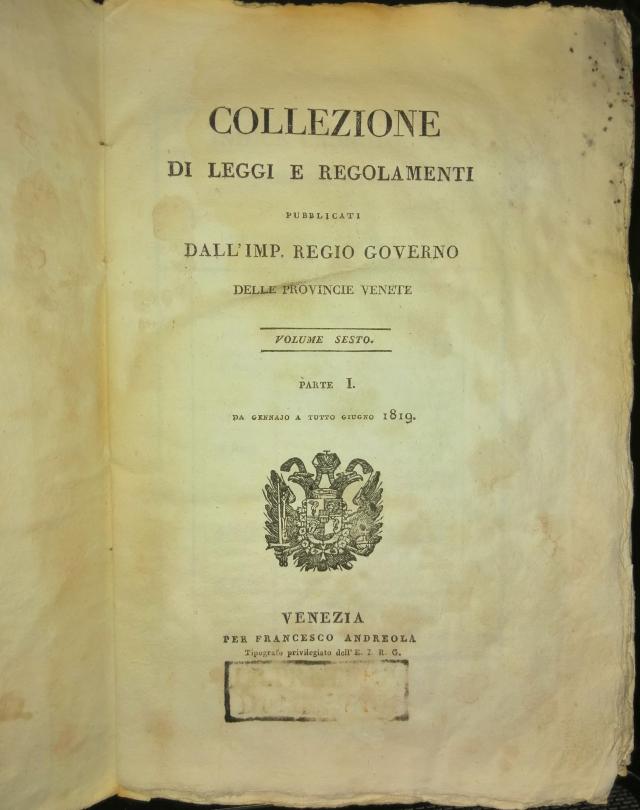 COLLEZIONE
DI LEGGI E REGOLAMENTI
PUBBLICATI
DALL'IMP. REGIO GOVERNO
DELLE PROVINCIE VENETE
VOLUME SESTO.
PARTE I.
DA GENNAJO A TUTTO GIUGNO 1819.
VENEZIA
PER FRANCESCO ANDREOLA
Tipografo privilegiato dell'E. I. R. G.